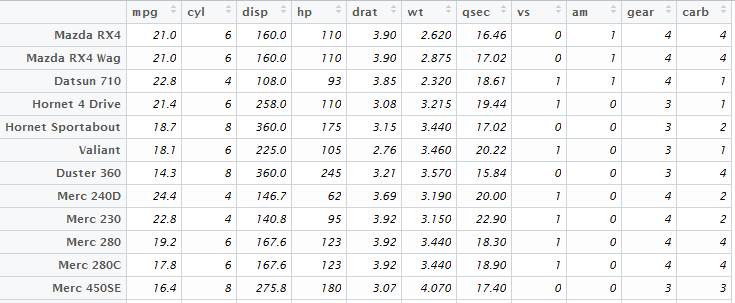 mpg cyl disp hp drat wt qsec vs am gear carb
Mazda RX4 21.0 6 160.0 110 3.90 2.620 16.46 0 1 4 4
Mazda RX4 Wag 21.0 6 160.0 110 3.90 2.875 17.02 0 1 4 4
Datsun 710 22.8 4 108.0 93 3.85 2.320 18.61 1 1 4 1
Hornet 4 Drive 21.4 6 258.0 110 3.08 3.215 19.44 1 0 3 1
Hornet Sportabout 18.7 8 360.0 175 3.15 3.440 17.02 0 0 3 2
Valiant 18.1 6 225.0 105 2.76 3.460 20.22 1 0 3 1
Duster 360 14.3 8 360.0 245 3.21 3.570 15.84 0 0 3 4
Merc 240D 24.4 4 146.7 62 3.69 3.190 20.00 1 0 4 2
Merc 230 22.8 4 140.8 95 3.92 3.150 22.90 1 0 4 2
Merc 280 19.2 6 167.6 123 3.92 3.440 18.30 1 0 4 4
Merc 280C 17.8 6 167.6 123 3.92 3.440 18.90 1 0 4 4
Merc 450SE 16.4 8 275.8 180 3.07 4.070 17.40 0 0 3 3